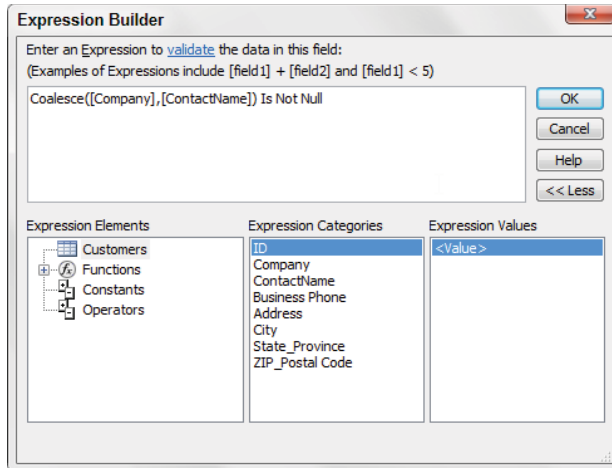 Expression Builder
Enter an Expression to validate the data in this field:
(Examples of Expressions include [field1] + [field2] and [field1] < 5)
Coalesce([Company],[ContactName]) Is Not Null
OK
Cancel
Help
<< Less
Expression Elements
Customers
Functions
Constants
Operators
Expression Categories
ID
Company
ContactName
Business Phone
Address
City
State_Province
ZIP_Postal Code
Expression Values
<Value>